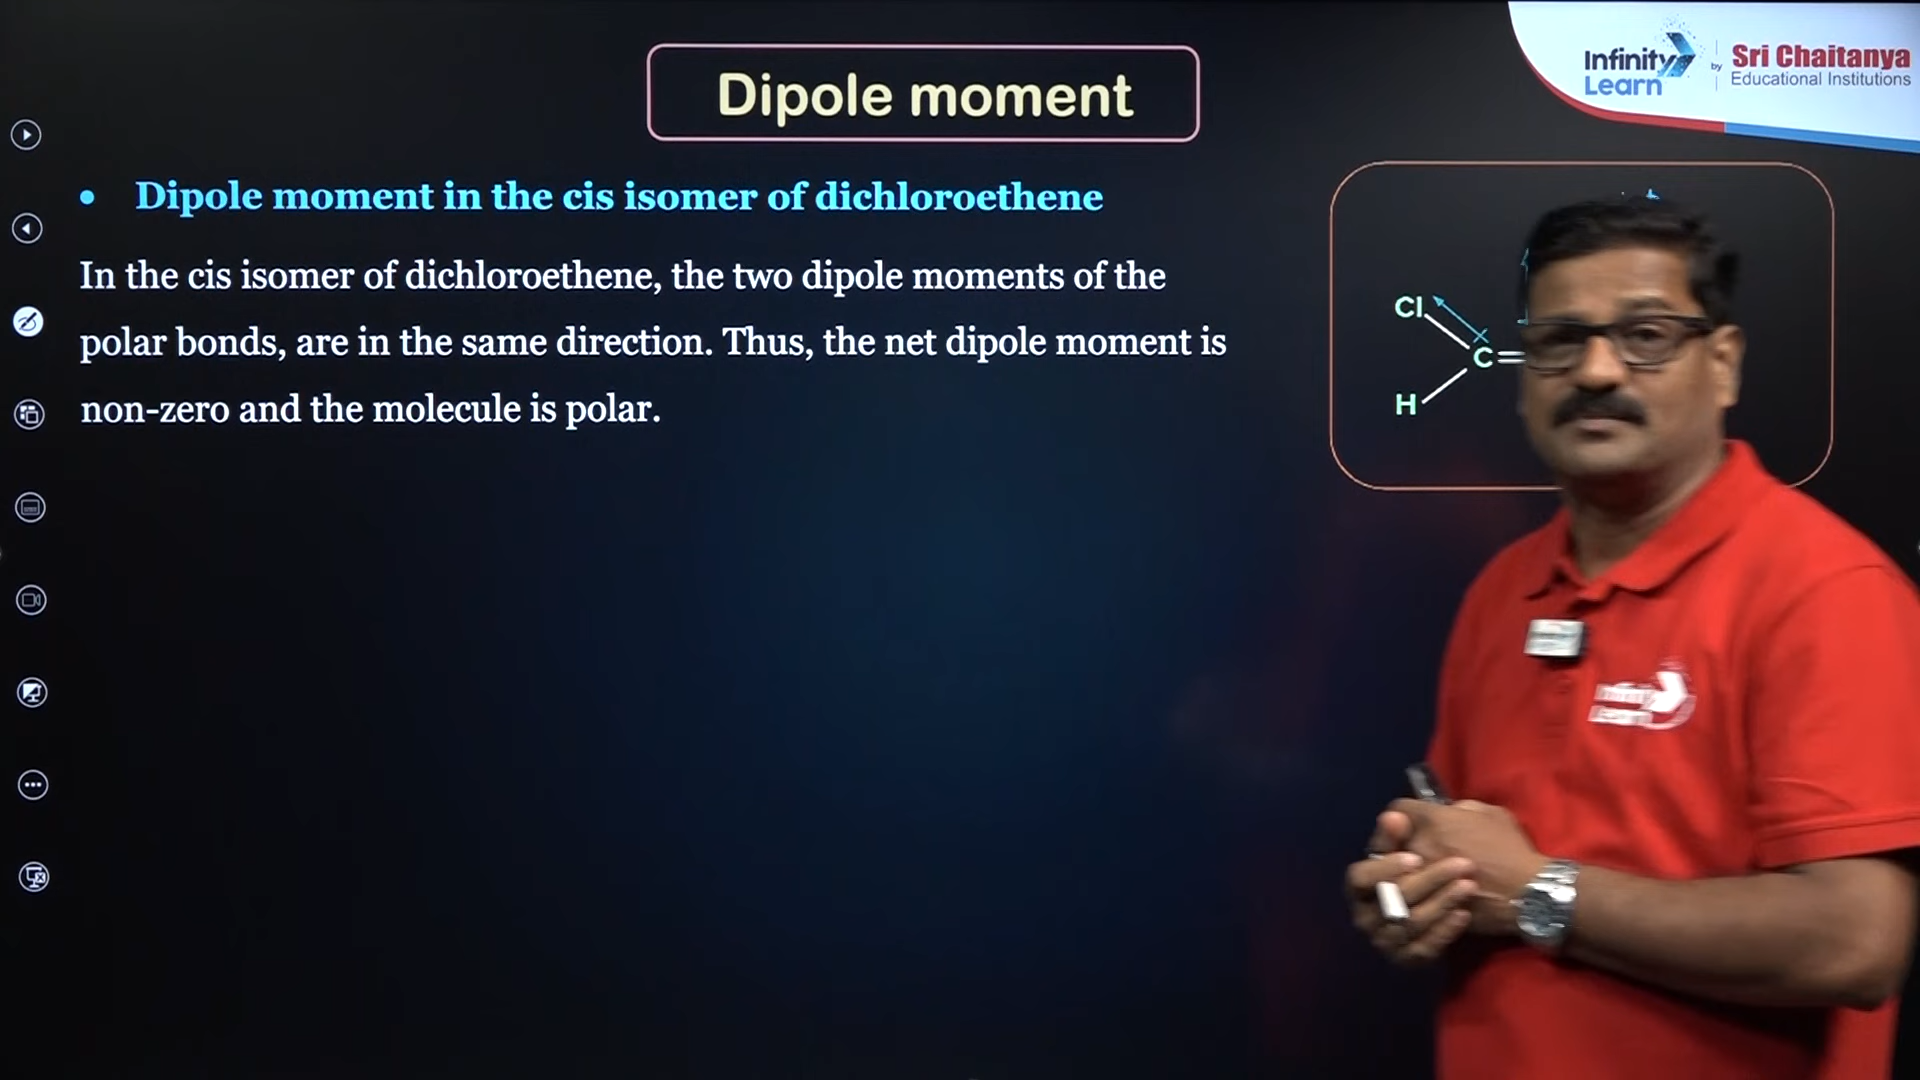 Dipole moment
Infinity Learn
by
Sri Chaitanya
Educational Institutions
• Dipole moment in the cis isomer of dichloroethene
In the cis isomer of dichloroethene, the two dipole moments of the
polar bonds, are in the same direction. Thus, the net dipole moment is
non-zero and the molecule is polar.
Cl
C=
H
Infinity
Learn